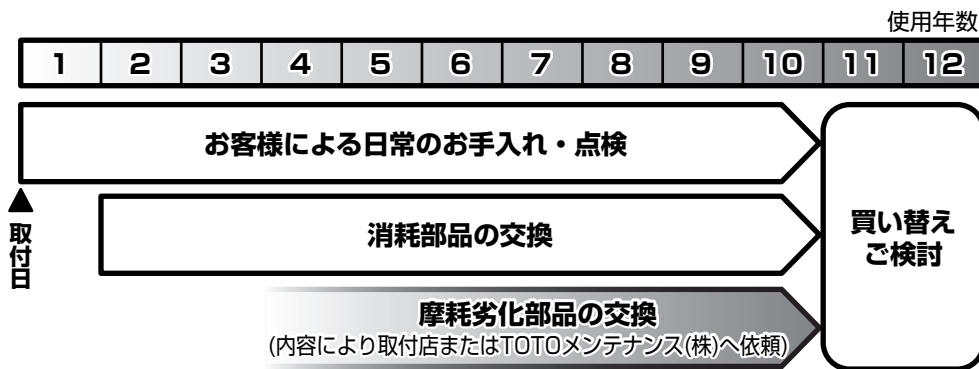 使用年数
1 2 3 4 5 6 7 8 9 10 11 12
お客様による日常のお手入れ・点検
取付日
消耗部品の交換
買い替え
ご検討
摩耗劣化部品の交換
(内容により取付店またはTOTOメンテナンス(株)へ依頼)